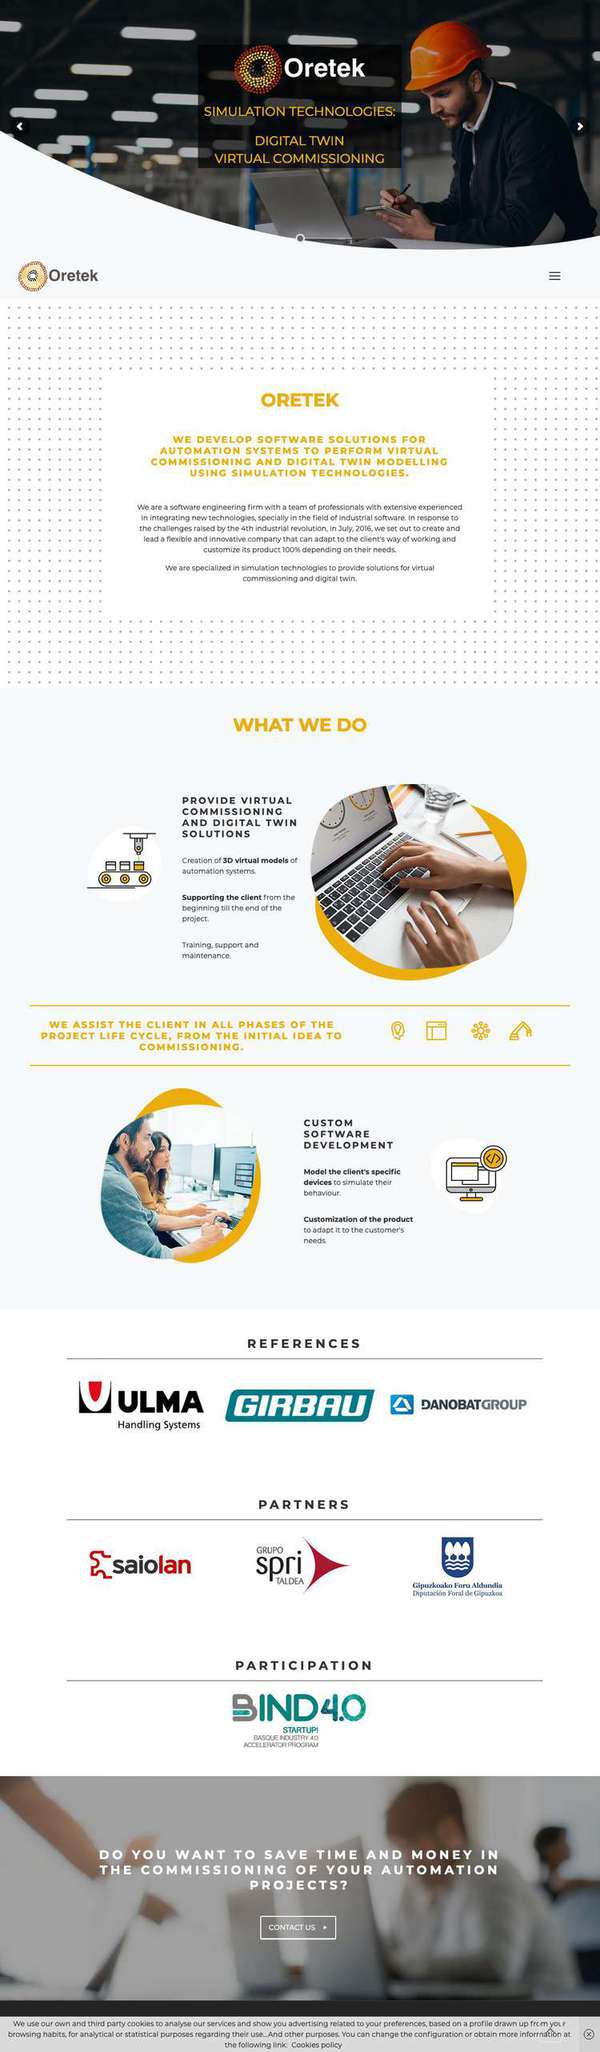 Oretek
SIMULATION TECHNOLOGIES:
DIGITAL TWIN
VIRTUAL COMMISSIONING
Oretek
ORETEK
WE DEVELOP SOFTWARE SOLUTIONS FOR
AUTOMATION SYSTEMS TO PERFORM VIRTUAL
COMMISSIONING AND DIGITAL TWIN MODELLING
USING SIMULATION TECHNOLOGIES.
We are a software engineering firm with a team of professionals with extensive experienced
in integrating new technologies, specially in the field of industrial software. In response to
the challenges raised by the 4th industrial revolution, in July, 2016, we set out to create and
lead a flexible and innovative company that can adapt to the client's way of working and
customize its product 100% depending on their needs.
We are specialized in simulation technologies to provide solutions for virtual
commissioning and digital twin.
WHAT WE DO
PROVIDE VIRTUAL
COMMISSIONING
AND DIGITAL TWIN
SOLUTIONS
Creation of 3D virtual models of
automation systems.
Supporting the client from the
beginning till the end of the
project.
Training, support and
maintenance.
WE ASSIST THE CLIENT IN ALL PHASES OF THE
PROJECT LIFE CYCLE, FROM THE INITIAL IDEA TO
COMMISSIONING.
CUSTOM
SOFTWARE
DEVELOPMENT
Model the client's specific
devices to simulate their
behaviour.
Customization of the product
to adapt it to the customer's
needs.
REFERENCES
ULMA
Handling Systems
GIRBAU
DANOBATGROUP
PARTNERS
saiolan
GRUPO
spri
TALDEA
Gipuzkoako Foru Aldundia
Diputación Foral de Gipuzkoa
PARTICIPATION
BIND 4.0
STARTUP!
BASQUE INDUSTRY 4.0
ACCELERATOR PROGRAM
DO YOU WANT TO SAVE TIME AND MONEY IN
THE COMMISSIONING OF YOUR AUTOMATION
PROJECTS?
CONTACT US
We use our own and third party cookies to analyse our services and show you advertising related to your preferences, based on a profile drawn up from your
browsing habits, for analytical or statistical purposes regarding their use...And other purposes. You can change the configuration or obtain more information at
the following link: Cookies policy